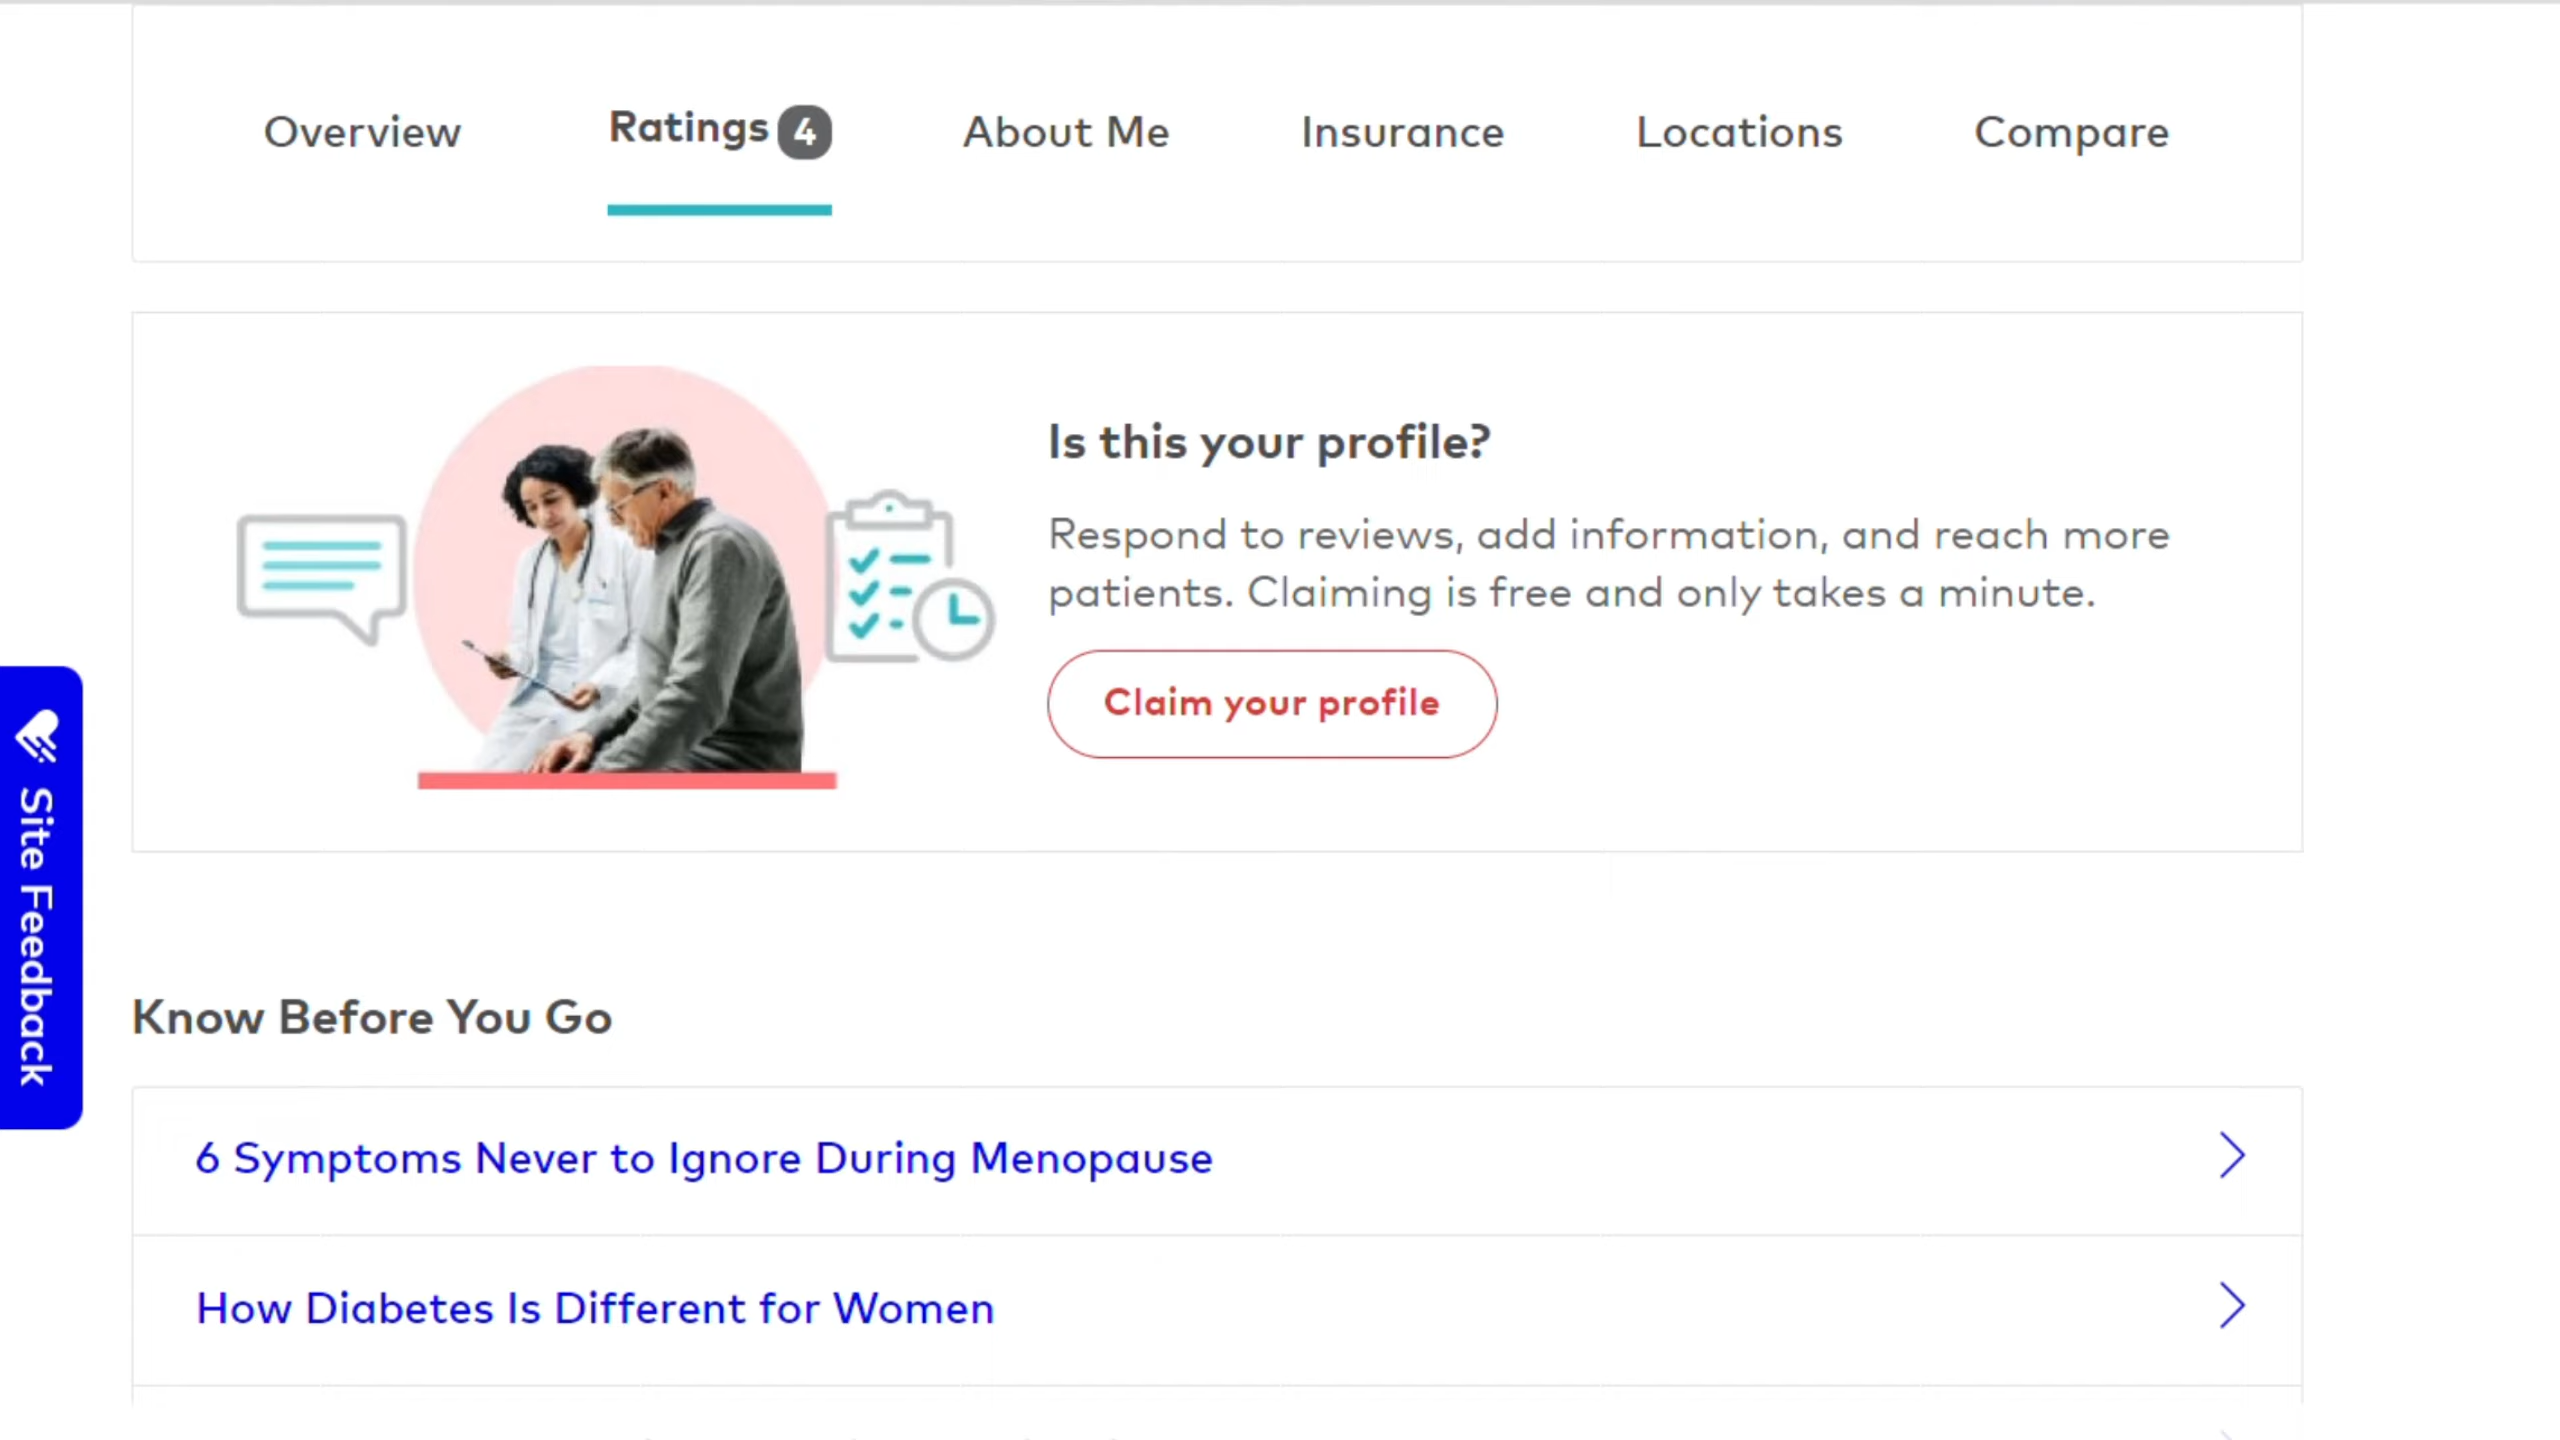 Overview Ratings 4 About Me Insurance Locations Compare
Is this your profile?
Respond to reviews, add information, and reach more
patients. Claiming is free and only takes a minute.
Claim your profile
Site Feedback
Know Before You Go
6 Symptoms Never to Ignore During Menopause
How Diabetes Is Different for Women